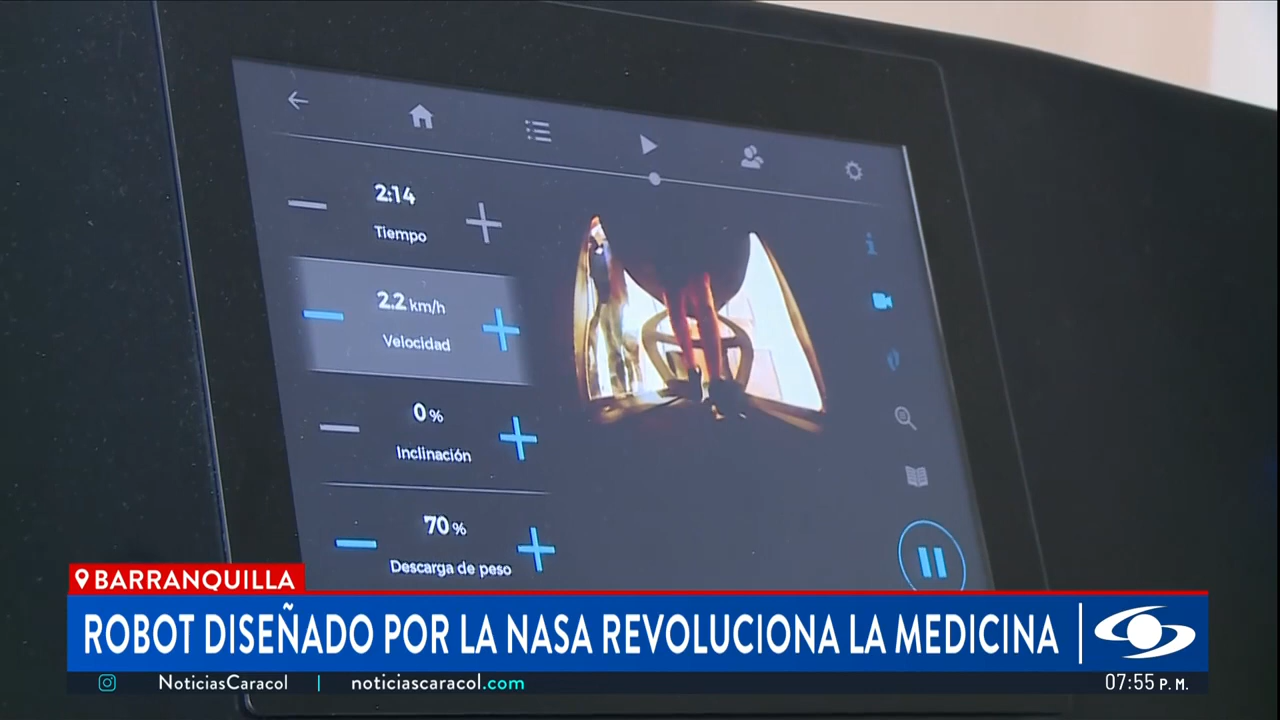 2:14
Tiempo
2.2 km/h
Velocidad
0 %
Inclinación
70 %
Descarga de peso
BARRANQUILLA
ROBOT DISEÑADO POR LA NASA REVOLUCIONA LA MEDICINA
NoticiasCaracol | noticiascaracol.com
07:55 P. M.